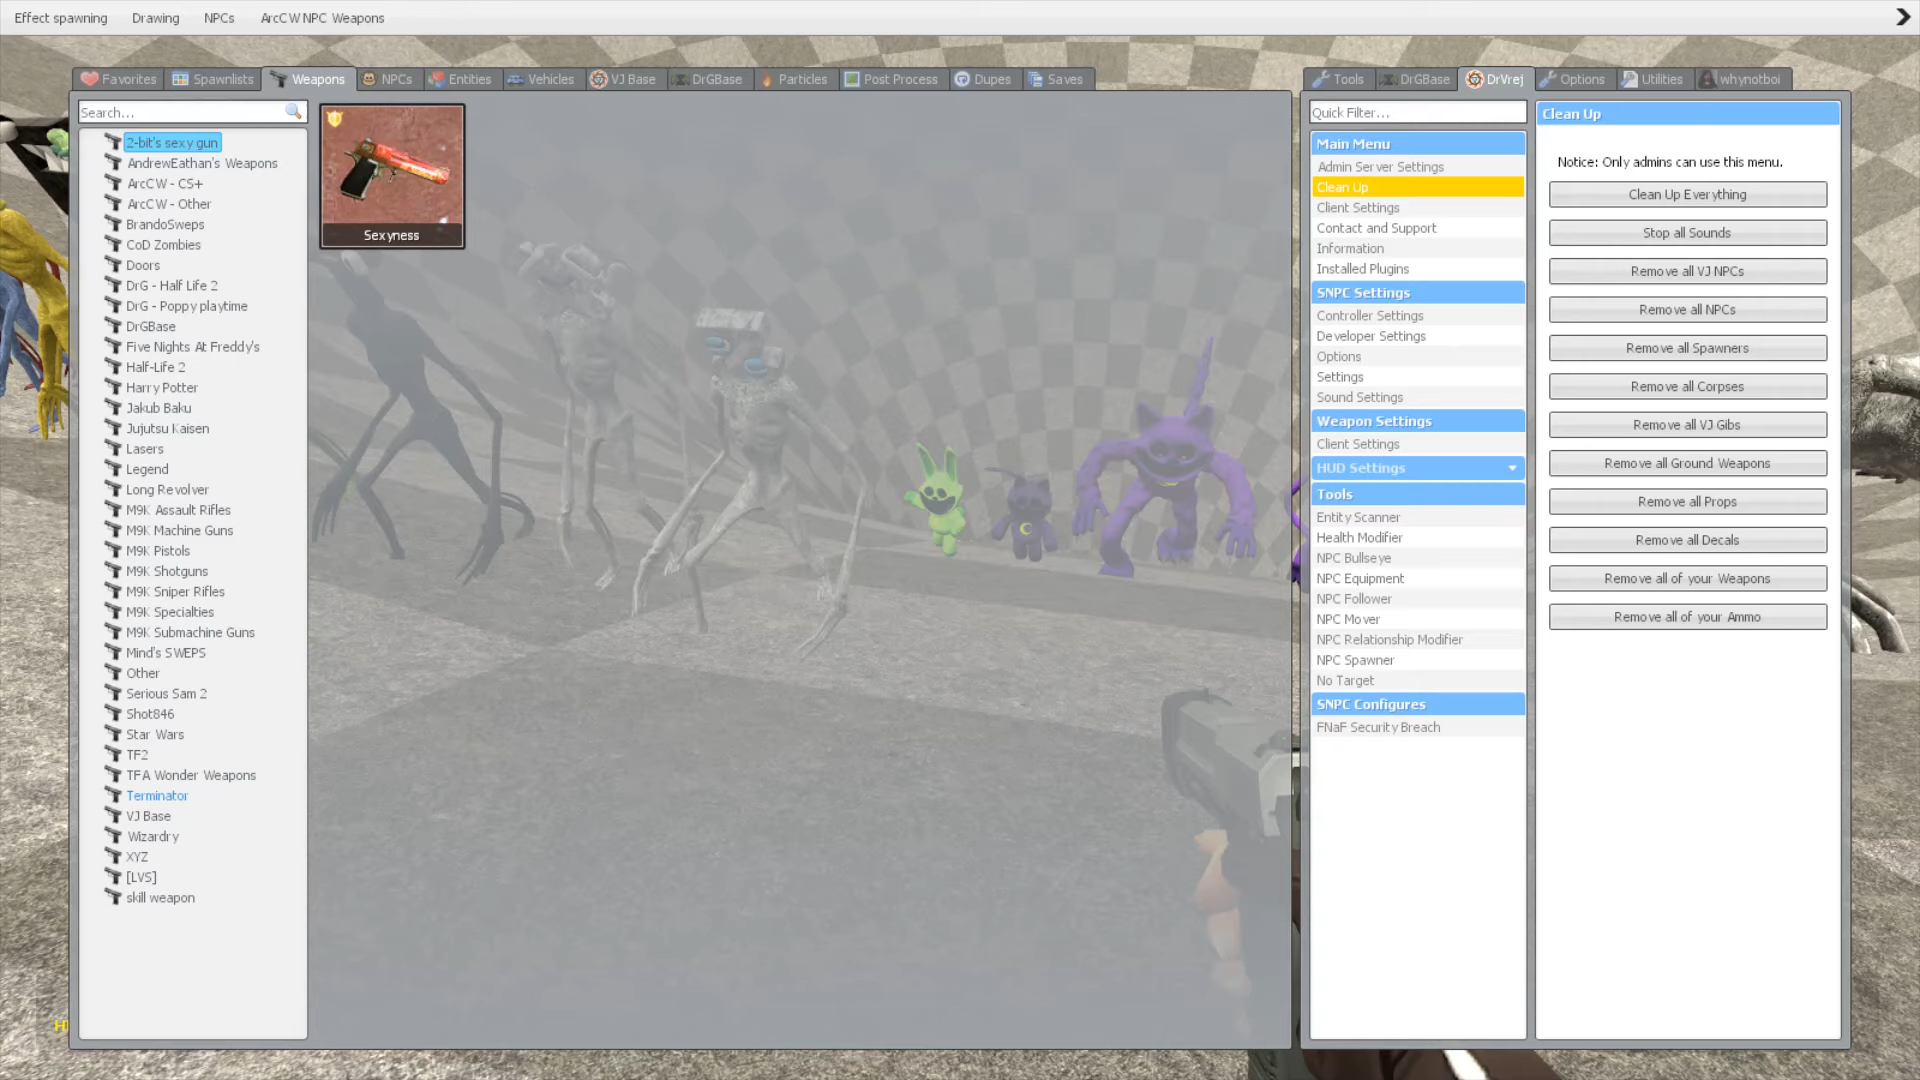 Effect spawning Drawing NPCs ArcCW NPC Weapons
Favorites Spawnlists Weapons NPCs Entities Vehicles VJ Base DrGBase Particles Post Process Dupes Saves
Search...
2-bit's sexy gun
AndrewEathan's Weapons
ArcCW - CS+
ArcCW - Other
BrandoSweps
CoD Zombies
Doors
DrG - Half Life 2
DrG - Poppy playtime
DrGBase
Five Nights At Freddy's
Half-Life 2
Harry Potter
Jakub Baku
Jujutsu Kaisen
Lasers
Legend
Long Revolver
M9K Assault Rifles
M9K Machine Guns
M9K Pistols
M9K Shotguns
M9K Sniper Rifles
M9K Specialties
M9K Submachine Guns
Mind's SWEPS
Other
Serious Sam 2
Shot846
Star Wars
TF2
TFA Wonder Weapons
Terminator
VJ Base
Wizardry
XYZ
[LVS]
skill weapon
Sexyness
Tools DrGBase DrVrej Options Utilities whynotboi
Quick Filter...
Main Menu
Admin Server Settings
Clean Up
Client Settings
Contact and Support
Information
Installed Plugins
SNPC Settings
Controller Settings
Developer Settings
Options
Settings
Sound Settings
Weapon Settings
Client Settings
HUD Settings
Tools
Entity Scanner
Health Modifier
NPC Bullseye
NPC Equipment
NPC Follower
NPC Mover
NPC Relationship Modifier
NPC Spawner
No Target
SNPC Configures
FNaF Security Breach
Clean Up
Notice: Only admins can use this menu.
Clean Up Everything
Stop all Sounds
Remove all VJ NPCs
Remove all NPCs
Remove all Spawners
Remove all Corpses
Remove all VJ Gibs
Remove all Ground Weapons
Remove all Props
Remove all Decals
Remove all of your Weapons
Remove all of your Ammo